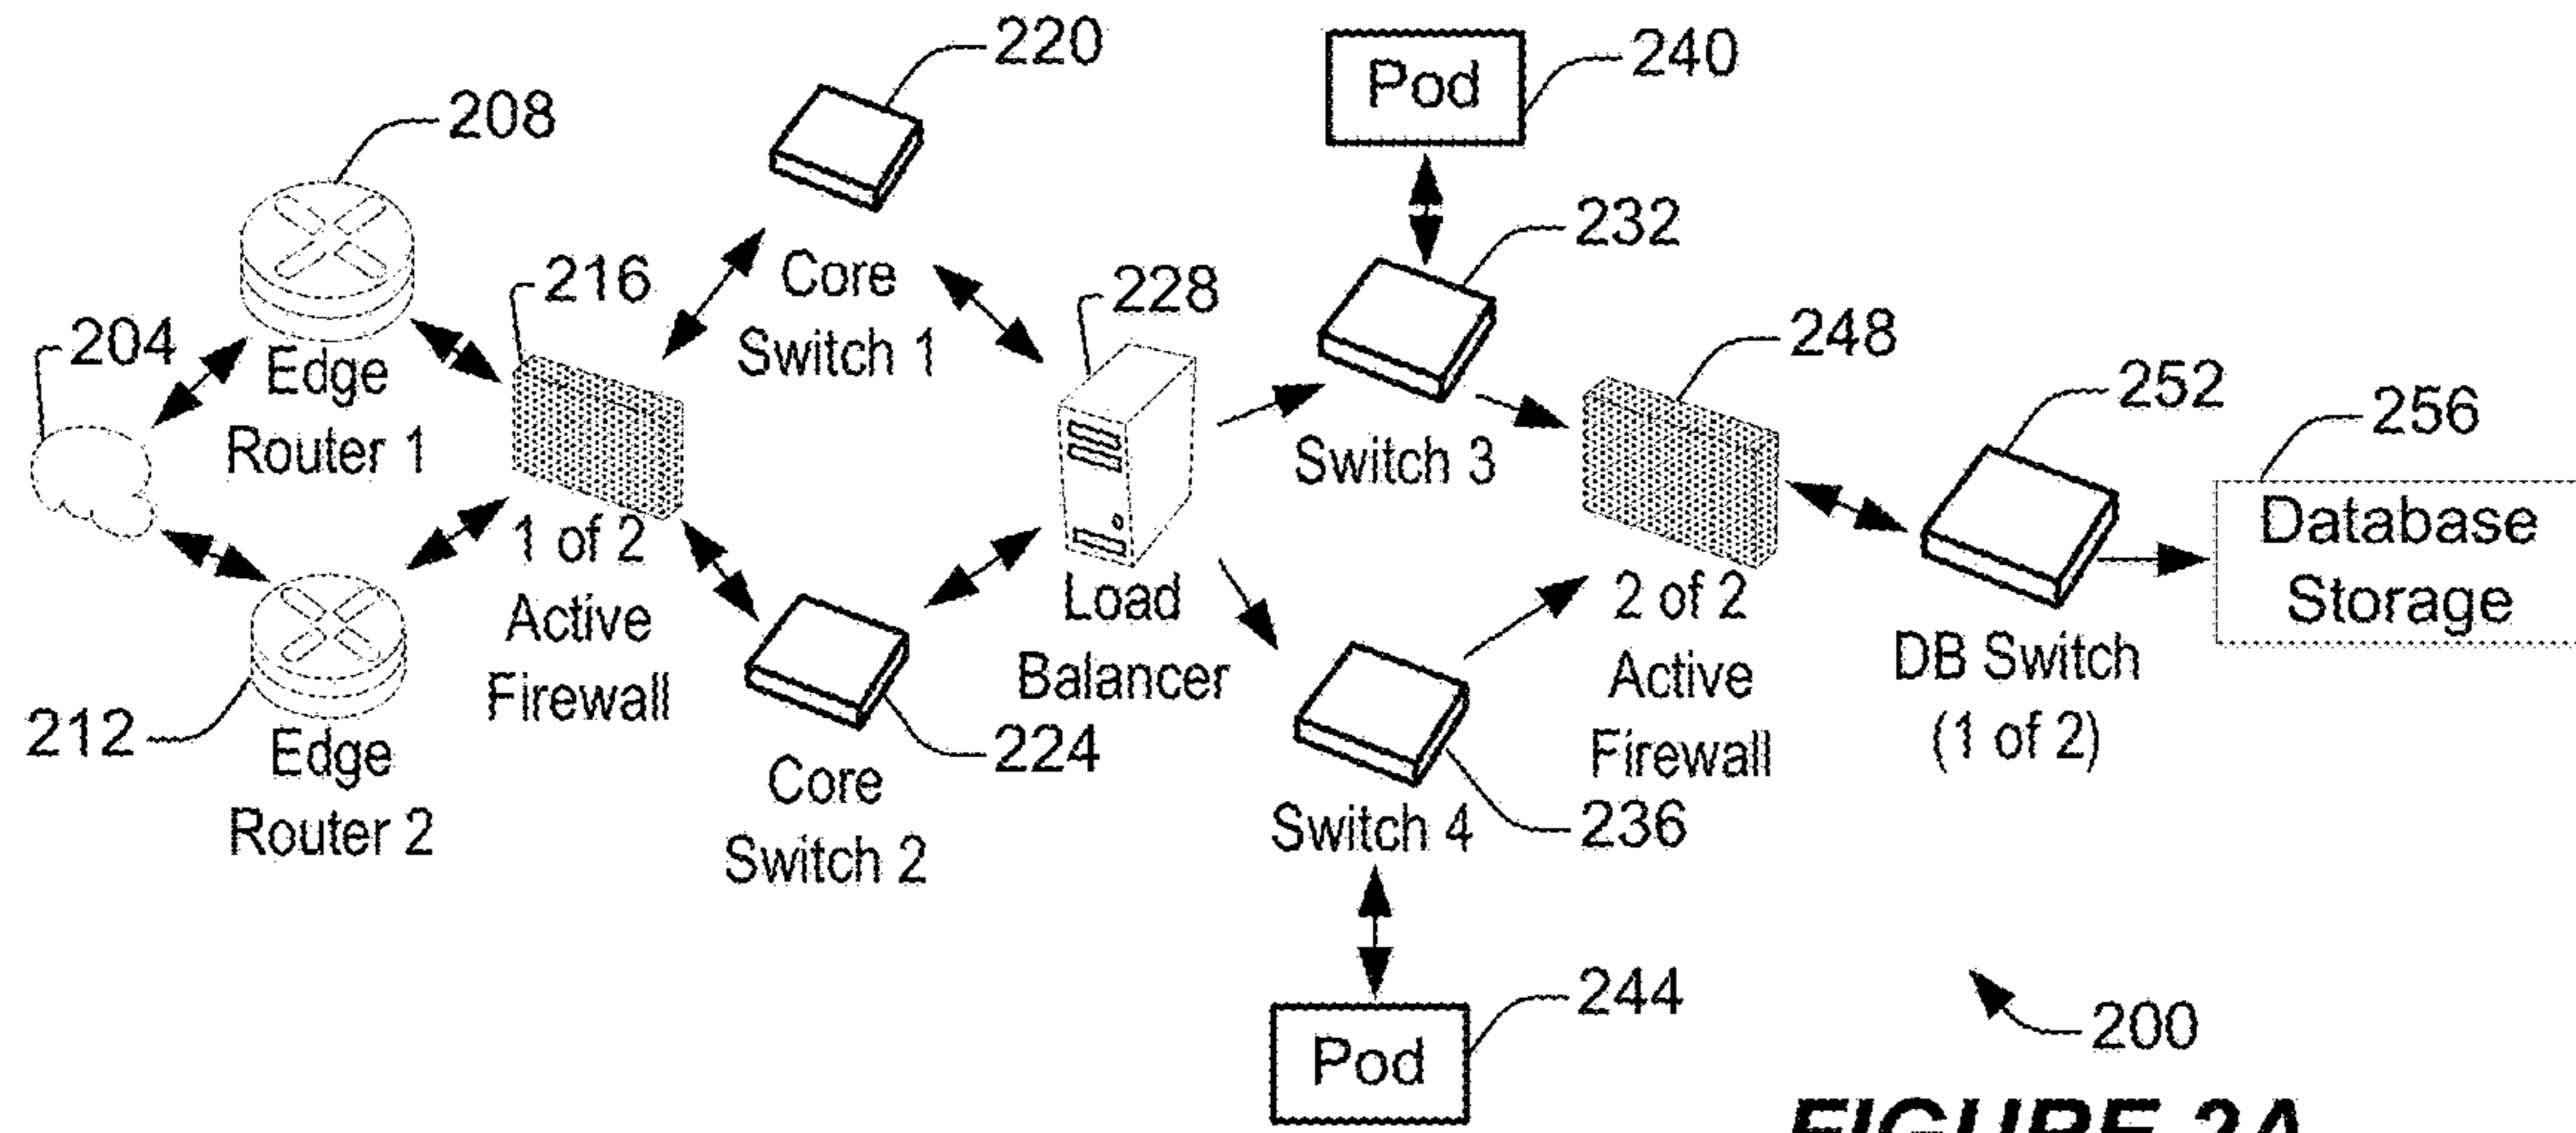 220
Pod
240
208
232
Core
Switch 1
216
228
204
Edge
Router 1
248
252
256
Switch 3
Database
Storage
1 of 2
Active
Firewall
Load
Balancer
2 of 2
Active
Firewall
DB Switch
(1 of 2)
212
Edge
Router 2
224
Core
Switch 2
Switch 4
236
244
Pod
200
FIGURE 2A